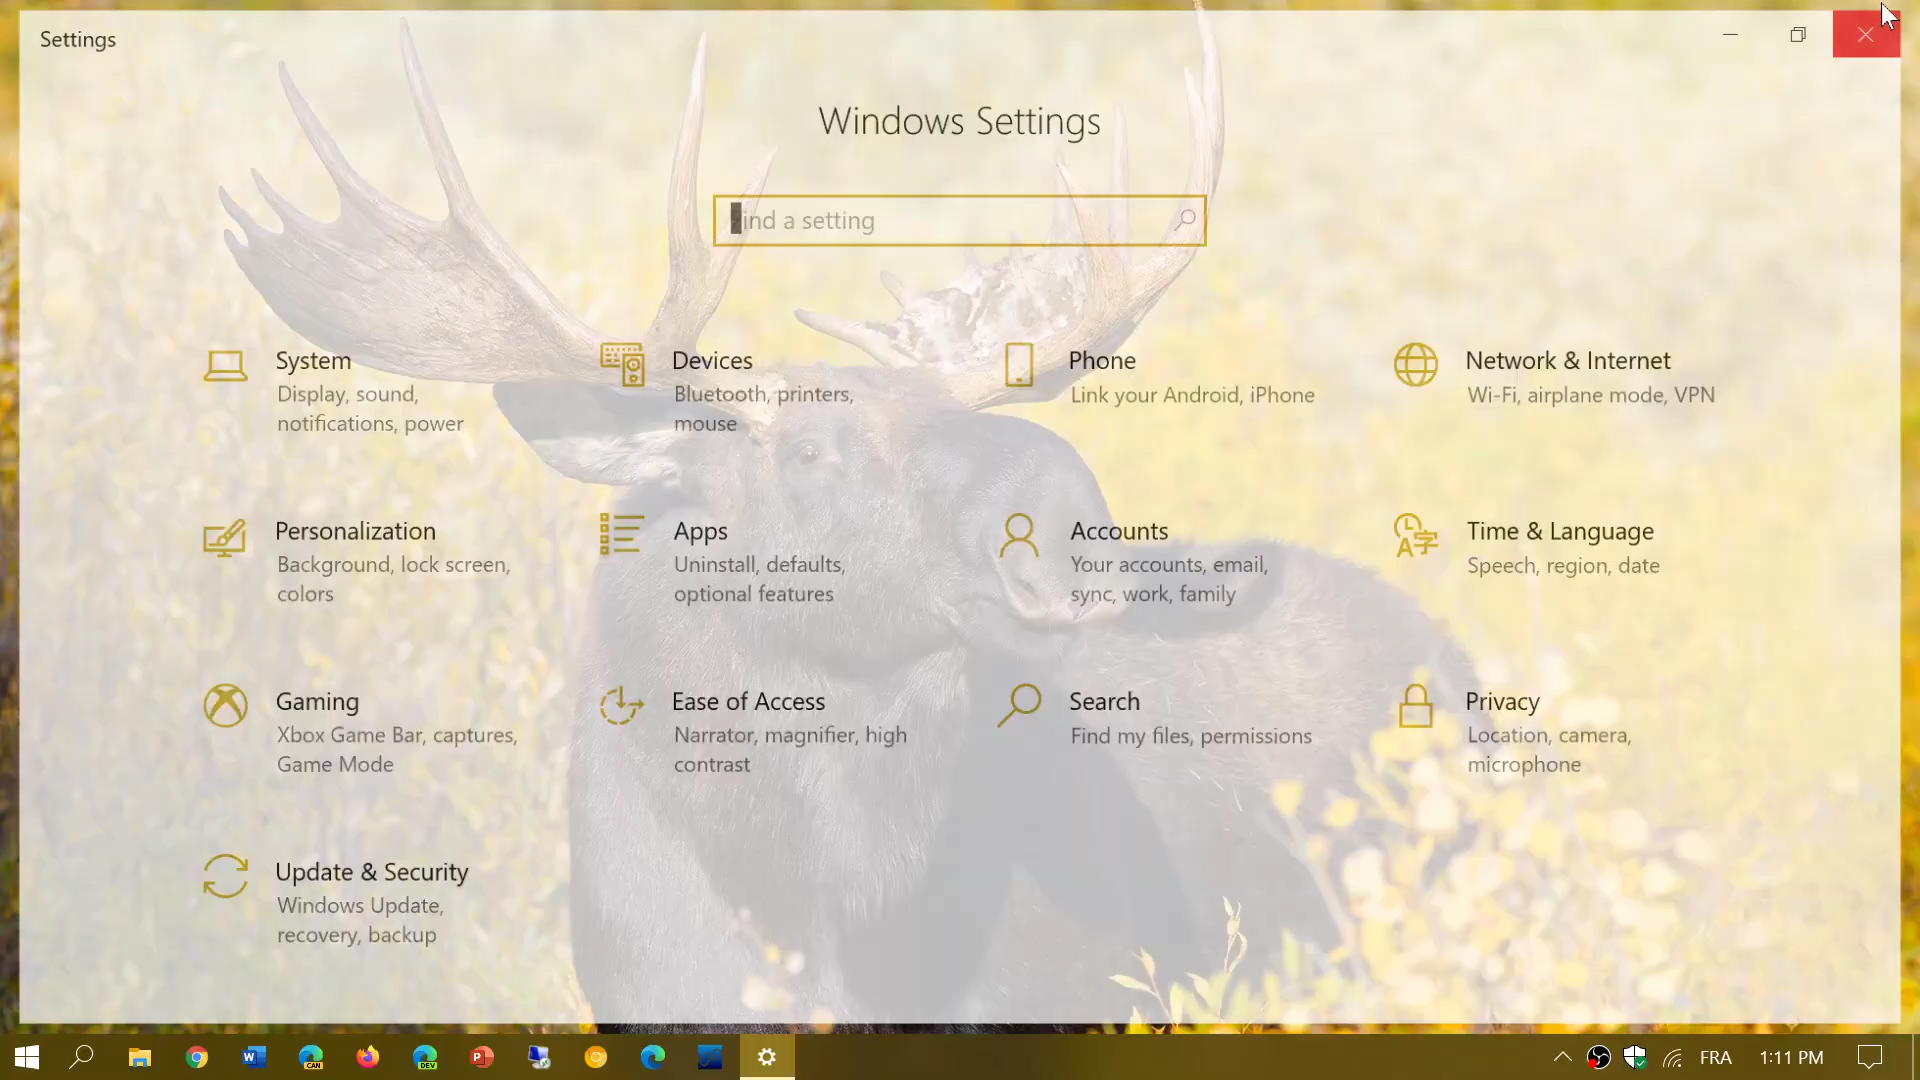 Settings
Windows Settings
ind a setting
System
Display, sound,
notifications, power
Devices
Bluetooth, printers,
mouse
Phone
Link your Android, iPhone
Network & Internet
Wi-Fi, airplane mode, VPN
Personalization
Background, lock screen,
colors
Apps
Uninstall, defaults,
optional features
Accounts
Your accounts, email,
sync, work, family
Time & Language
Speech, region, date
Gaming
Xbox Game Bar, captures,
Game Mode
Ease of Access
Narrator, magnifier, high
contrast
Search
Find my files, permissions
Privacy
Location, camera,
microphone
Update & Security
Windows Update,
recovery, backup
CAN
DEV
FRA
1:11 PM